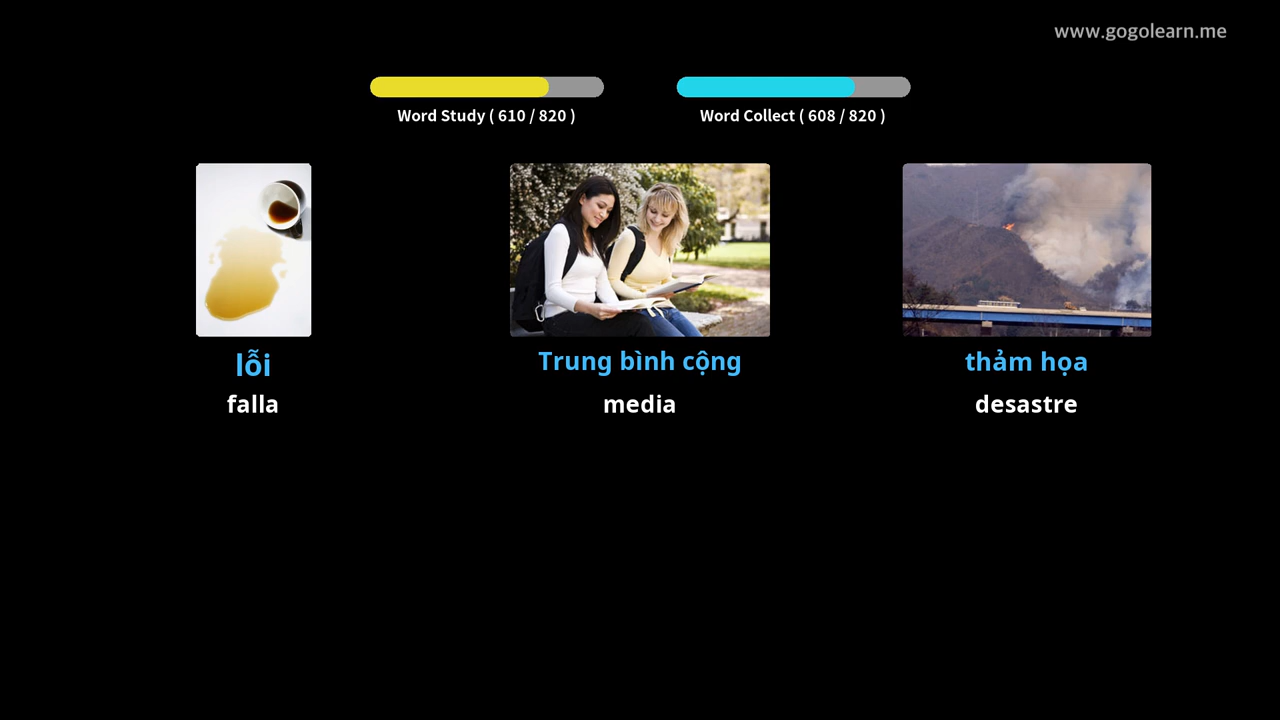 www.gogolearn.me
Word Study ( 610 / 820 )
Word Collect ( 608 / 820 )
lỗi
falla
Trung bình cộng
media
thảm họa
desastre